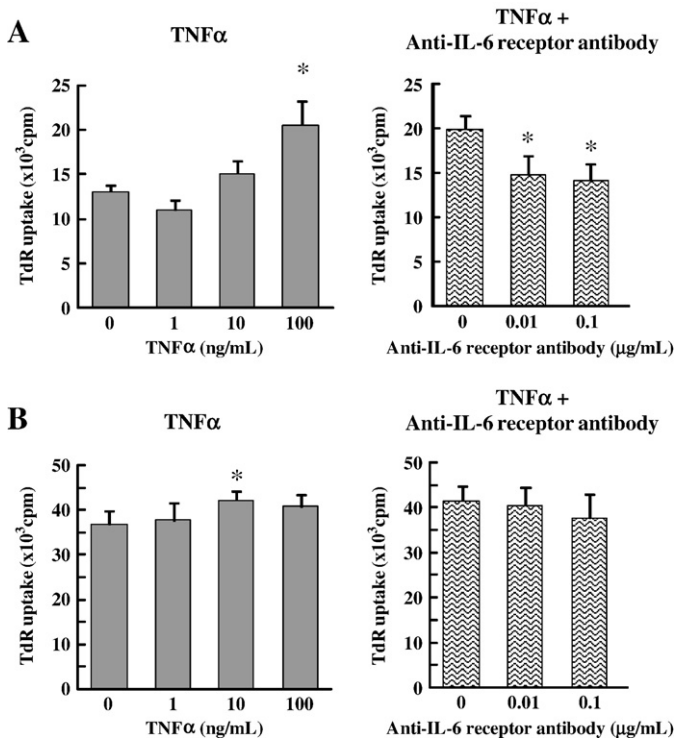 A
TNFα
TNFα +
Anti-IL-6 receptor antibody
TdR uptake (x10³cpm)
25
20
15
10
5
0
*
0 1 10 100
TNFα (ng/mL)
TdR uptake (x10³cpm)
25
20
15
10
5
0
* *
0 0.01 0.1
Anti-IL-6 receptor antibody (μg/mL)
B
TNFα
TNFα +
Anti-IL-6 receptor antibody
TdR uptake (x10³cpm)
50
40
30
20
10
0
*
0 1 10 100
TNFα (ng/mL)
TdR uptake (x10³cpm)
50
40
30
20
10
0
0 0.01 0.1
Anti-IL-6 receptor antibody (μg/mL)